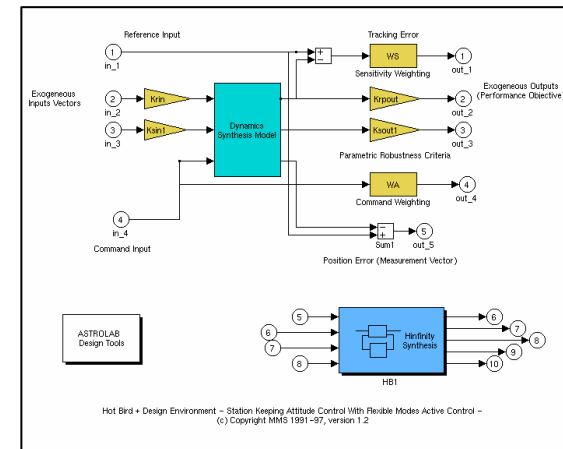 Reference Input
Tracking Error
1
in_1
+
−
WS
Sensitivity Weighting
1
out_1
Exogeneous
Inputs Vectors
2
in_2
Krin
Krpout
2
out_2
Exogeneous Outputs
(Performance Objective)
3
in_3
Ksin1
Dynamics
Synthesis Model
Ksout1
3
out_3
Parametric Robustness Criteria
WA
Command Weighting
4
out_4
4
in_4
Command Input
−
+
Sum1
5
out_5
Position Error (Measurement Vector)
ASTROLAB
Design Tools
5
6
7
8
Hinfinity
Synthesis
HB1
6
7
8
9
10
Hot Bird + Design Environment − Station Keeping Attitude Control With Flexible Modes Active Control −
(c) Copyright MMS 1991−97, version 1.2